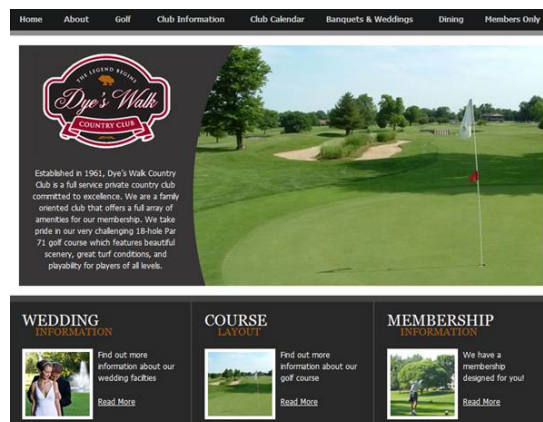 Home About Golf Club Information Club Calendar Banquets & Weddings Dining Members Only
THE LEGEND BEGINS
Dye's Walk
COUNTRY CLUB
Established in 1961, Dye's Walk Country
Club is a full service private country club
committed to excellence. We are a family
oriented club that offers a full array of
amenities for our membership. We take
pride in our very challenging 18-hole Par
71 golf course which features beautiful
scenery, great turf conditions, and
playability for players of all levels.
WEDDING
INFORMATION
Find out more
information about our
wedding facilties
Read More
COURSE
LAYOUT
Find out more
information about our
golf course
Read More
MEMBERSHIP
INFORMATION
We have a
membership
designed for you!
Read More